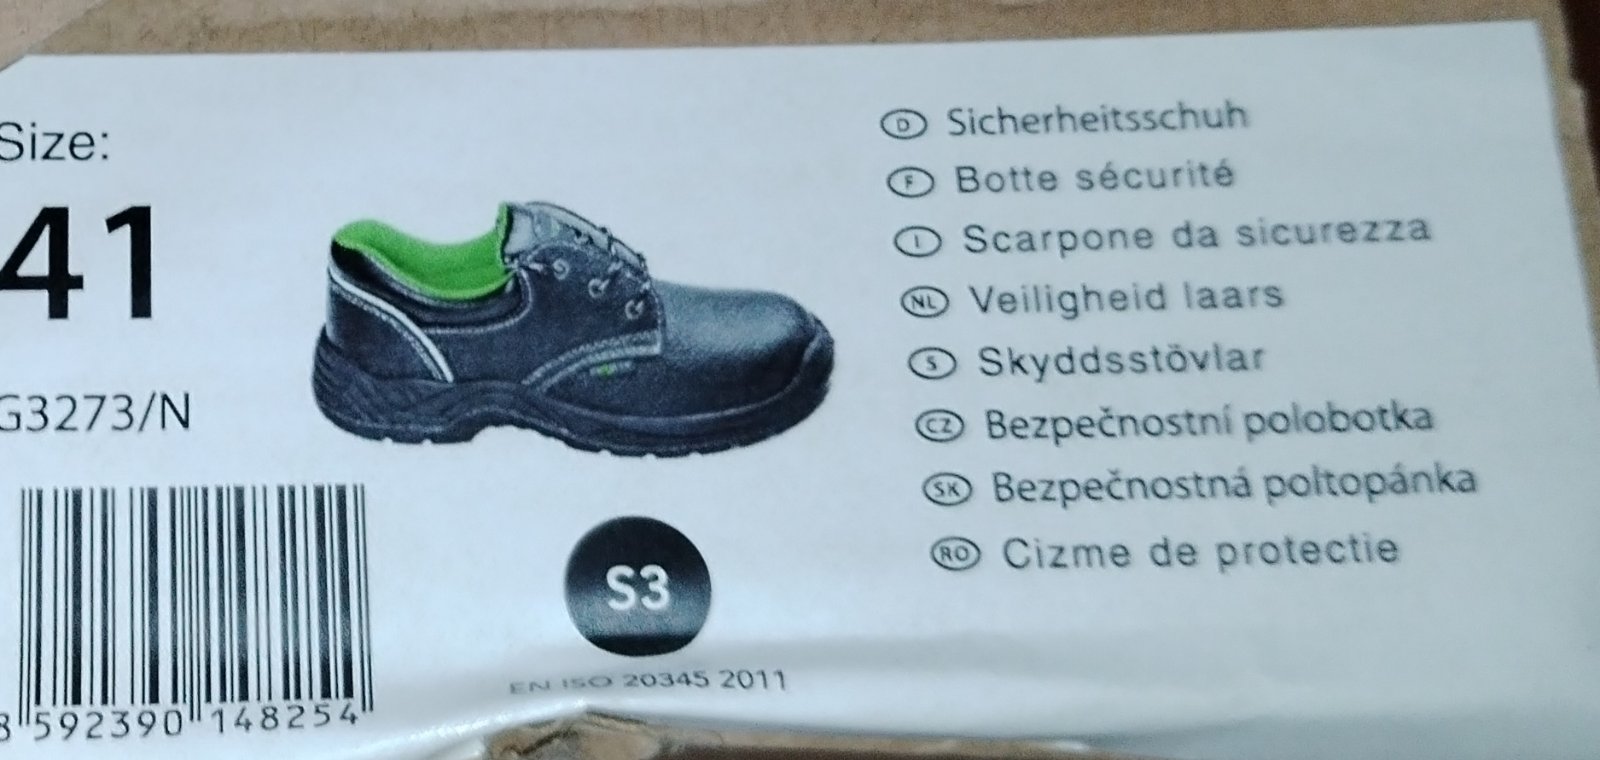 Size:
41
G3273/N
8 592390 148254
S3
EN ISO 20345 2011
D Sicherheitsschuh
F Botte sécurité
I Scarpone da sicurezza
NL Veiligheid laars
S Skyddsstövlar
CZ Bezpečnostní polobotka
SK Bezpečnostná poltopánka
RO Cizme de protectie